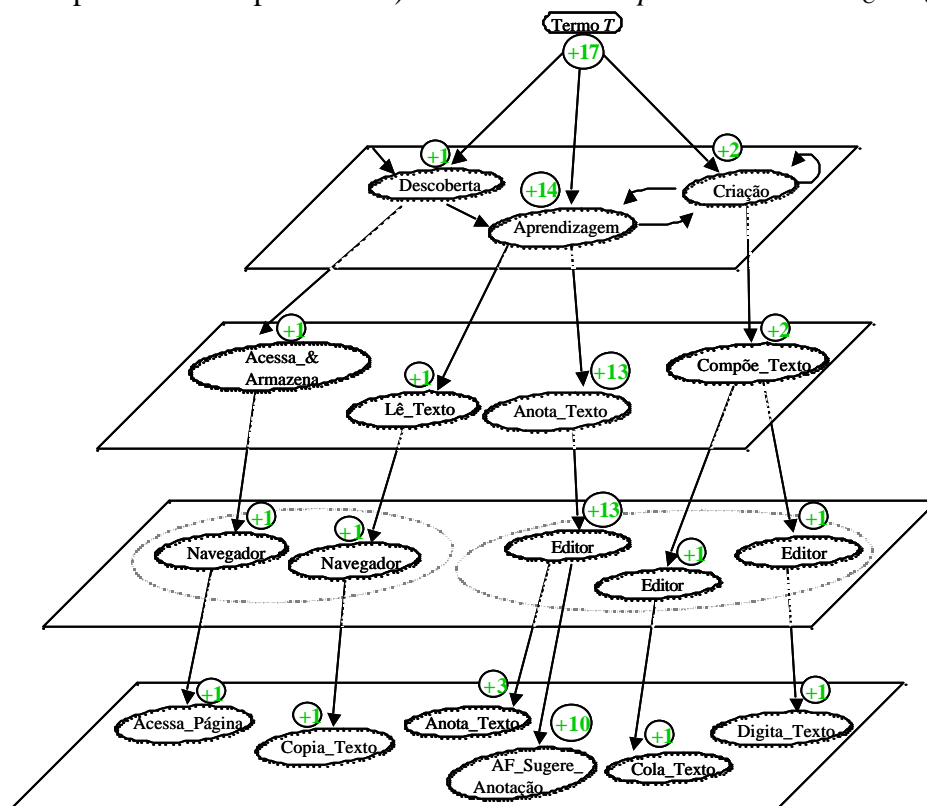 Termo T
+17
+1
+2
Descoberta
+14
Criação
Aprendizagem
+1
+2
Acessa_&
Armazena
+1
+13
Compõe_Texto
Lê_Texto
Anota_Texto
+1
+1
+13
+1
+1
Navegador
Navegador
Editor
Editor
Editor
+1
+1
+3
+10
+1
+1
Acessa_Página
Copia_Texto
Anota_Texto
AF_Sugere_
Anotação
Cola_Texto
Digita_Texto